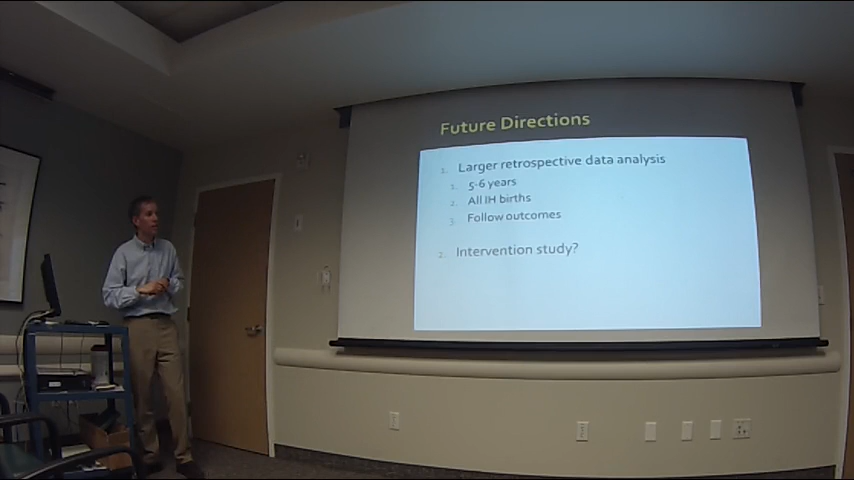 Future Directions
1. Larger retrospective data analysis
1. 5-6 years
2. All IH births
3. Follow outcomes
2. Intervention study?